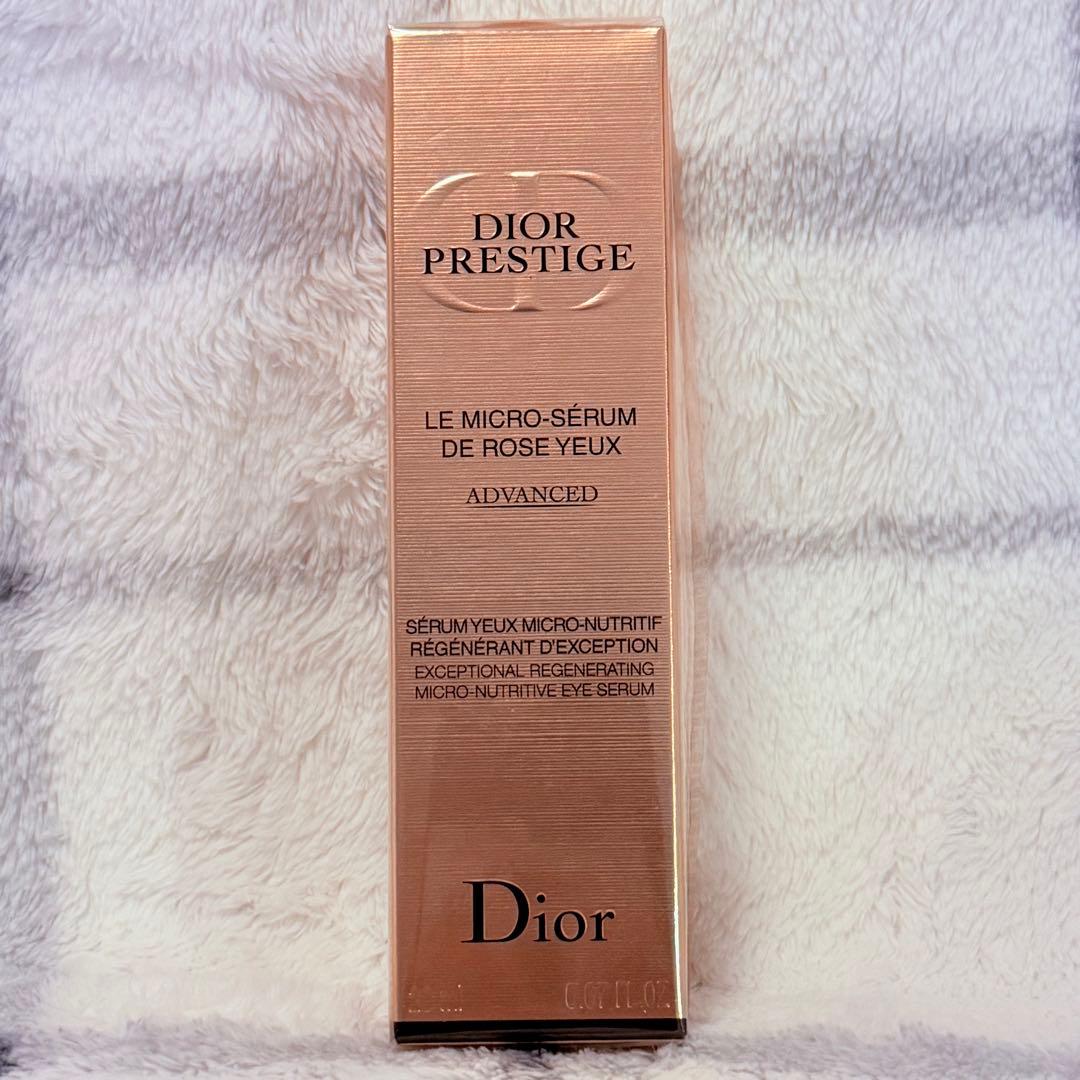 DIOR
PRESTIGE
LE MICRO-SÉRUM
DE ROSE YEUX
ADVANCED
SÉRUM YEUX MICRO-NUTRITIF
RÉGÉNÉRANT D'EXCEPTION
EXCEPTIONAL REGENERATING
MICRO-NUTRITIVE EYE SERUM
Dior